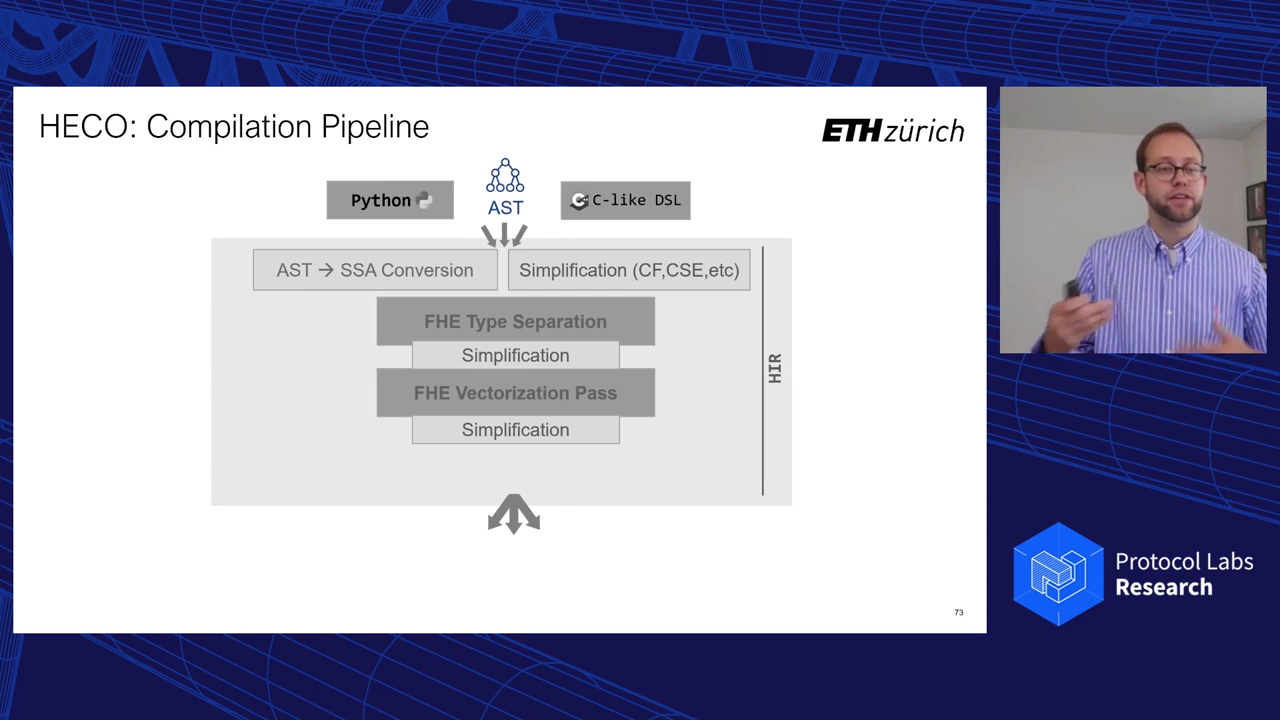 HECO: Compilation Pipeline
ETH zürich
Python
AST
C-like DSL
AST → SSA Conversion
Simplification (CF,CSE,etc)
FHE Type Separation
Simplification
HIR
FHE Vectorization Pass
Simplification
73
Protocol Labs
Research